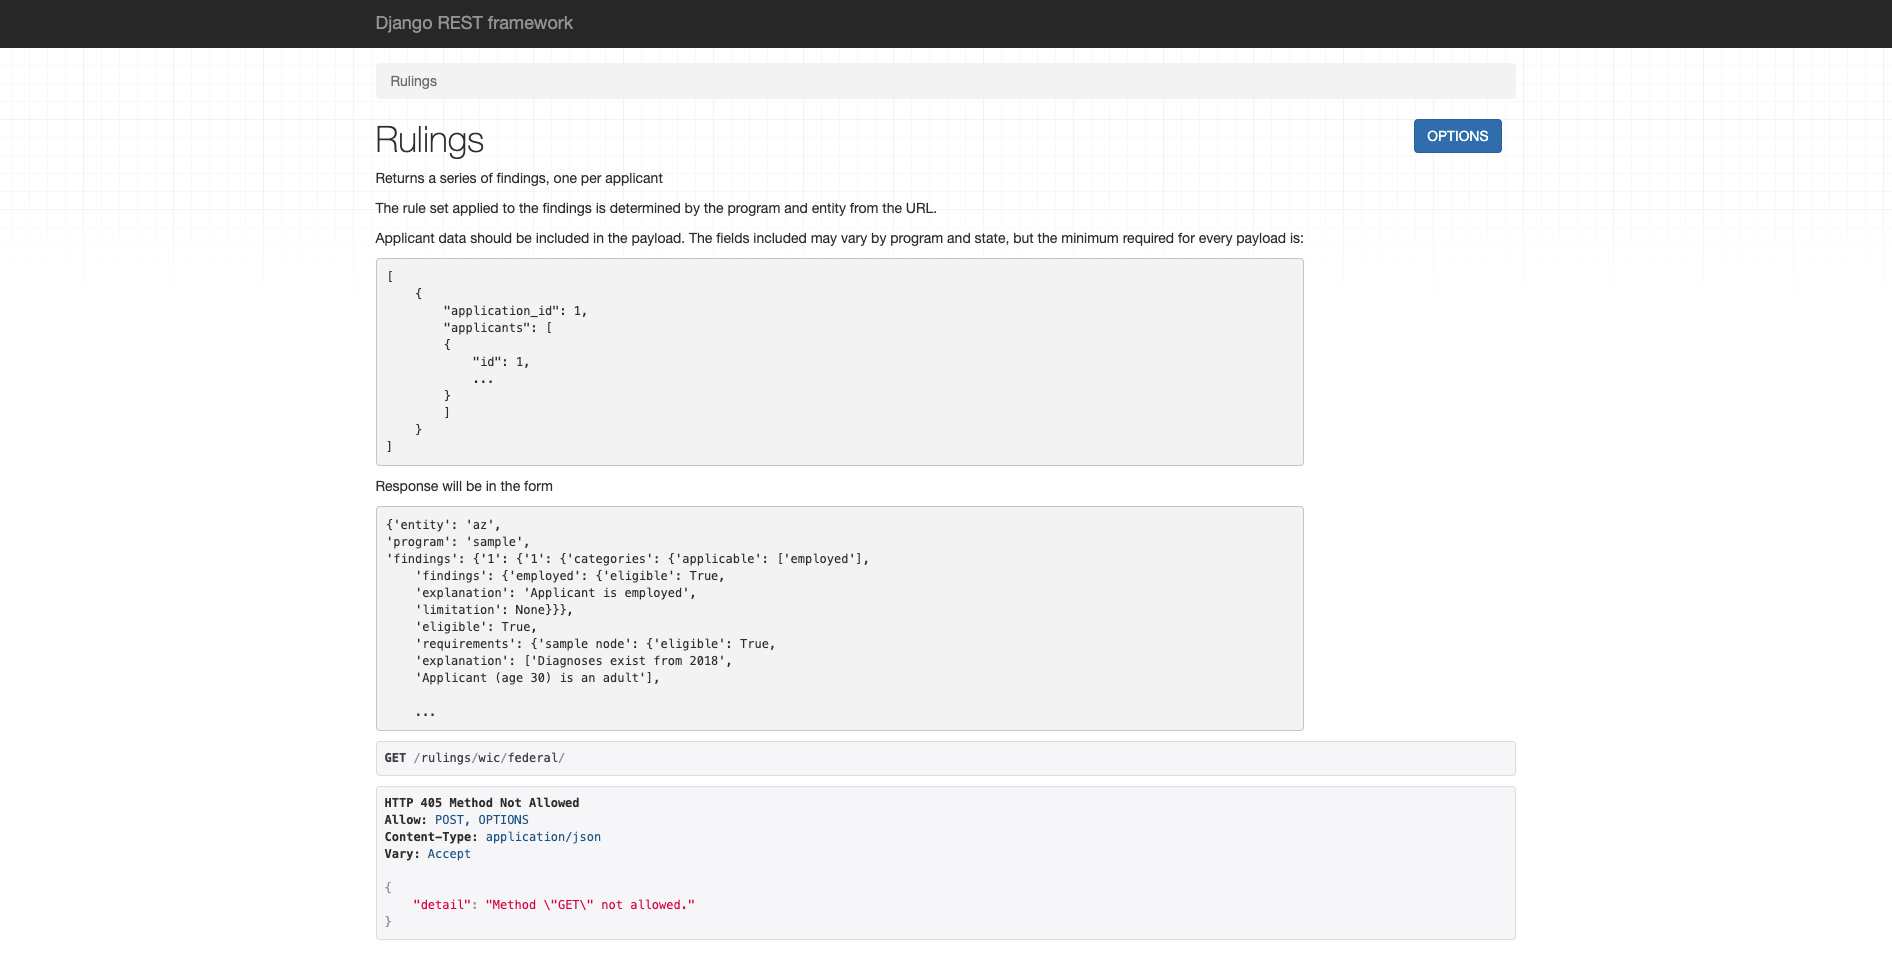 Django REST framework
Rulings
Rulings
OPTIONS
Returns a series of findings, one per applicant
The rule set applied to the findings is determined by the program and entity from the URL.
Applicant data should be included in the payload. The fields included may vary by program and state, but the minimum required for every payload is:
[
    {
        "application_id": 1,
        "applicants": [
        {
            "id": 1,
            ...
        }
        ]
    }
]
Response will be in the form
{'entity': 'az',
'program': 'sample',
'findings': {'1': {'1': {'categories': {'applicable': ['employed'],
    'findings': {'employed': {'eligible': True,
    'explanation': 'Applicant is employed',
    'limitation': None}}},
    'eligible': True,
    'requirements': {'sample node': {'eligible': True,
    'explanation': ['Diagnoses exist from 2018',
    'Applicant (age 30) is an adult'],
    ...
GET /rulings/wic/federal/
HTTP 405 Method Not Allowed
Allow: POST, OPTIONS
Content-Type: application/json
Vary: Accept
{
    "detail": "Method \"GET\" not allowed."
}